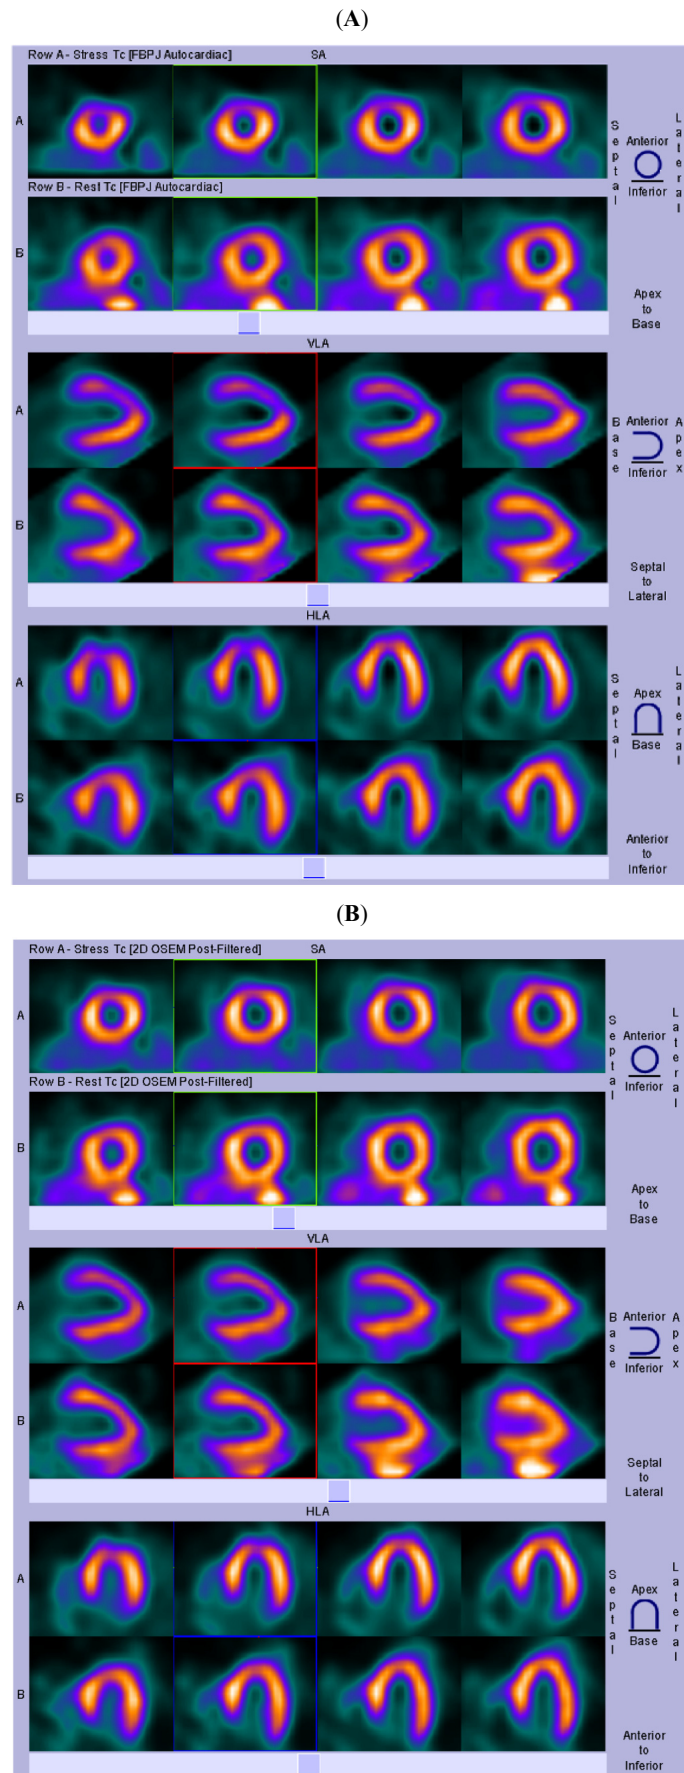 (A)
Row A - Stress Tc [FBPJ Autocardiac] SA
A
Septal
Anterior
Inferior
Lateral
Row B - Rest Tc [FBPJ Autocardiac]
B
Apex
to
Base
VLA
A
Base
Anterior
Inferior
Apex
B
Septal
to
Lateral
HLA
A
Septal
Apex
Base
Lateral
B
Anterior
to
Inferior
(B)
Row A - Stress Tc [2D OSEM Post-Filtered] SA
A
Septal
Anterior
Inferior
Lateral
Row B - Rest Tc [2D OSEM Post-Filtered]
B
Apex
to
Base
VLA
A
Base
Anterior
Inferior
Apex
B
Septal
to
Lateral
HLA
A
Septal
Apex
Base
Lateral
B
Anterior
to
Inferior